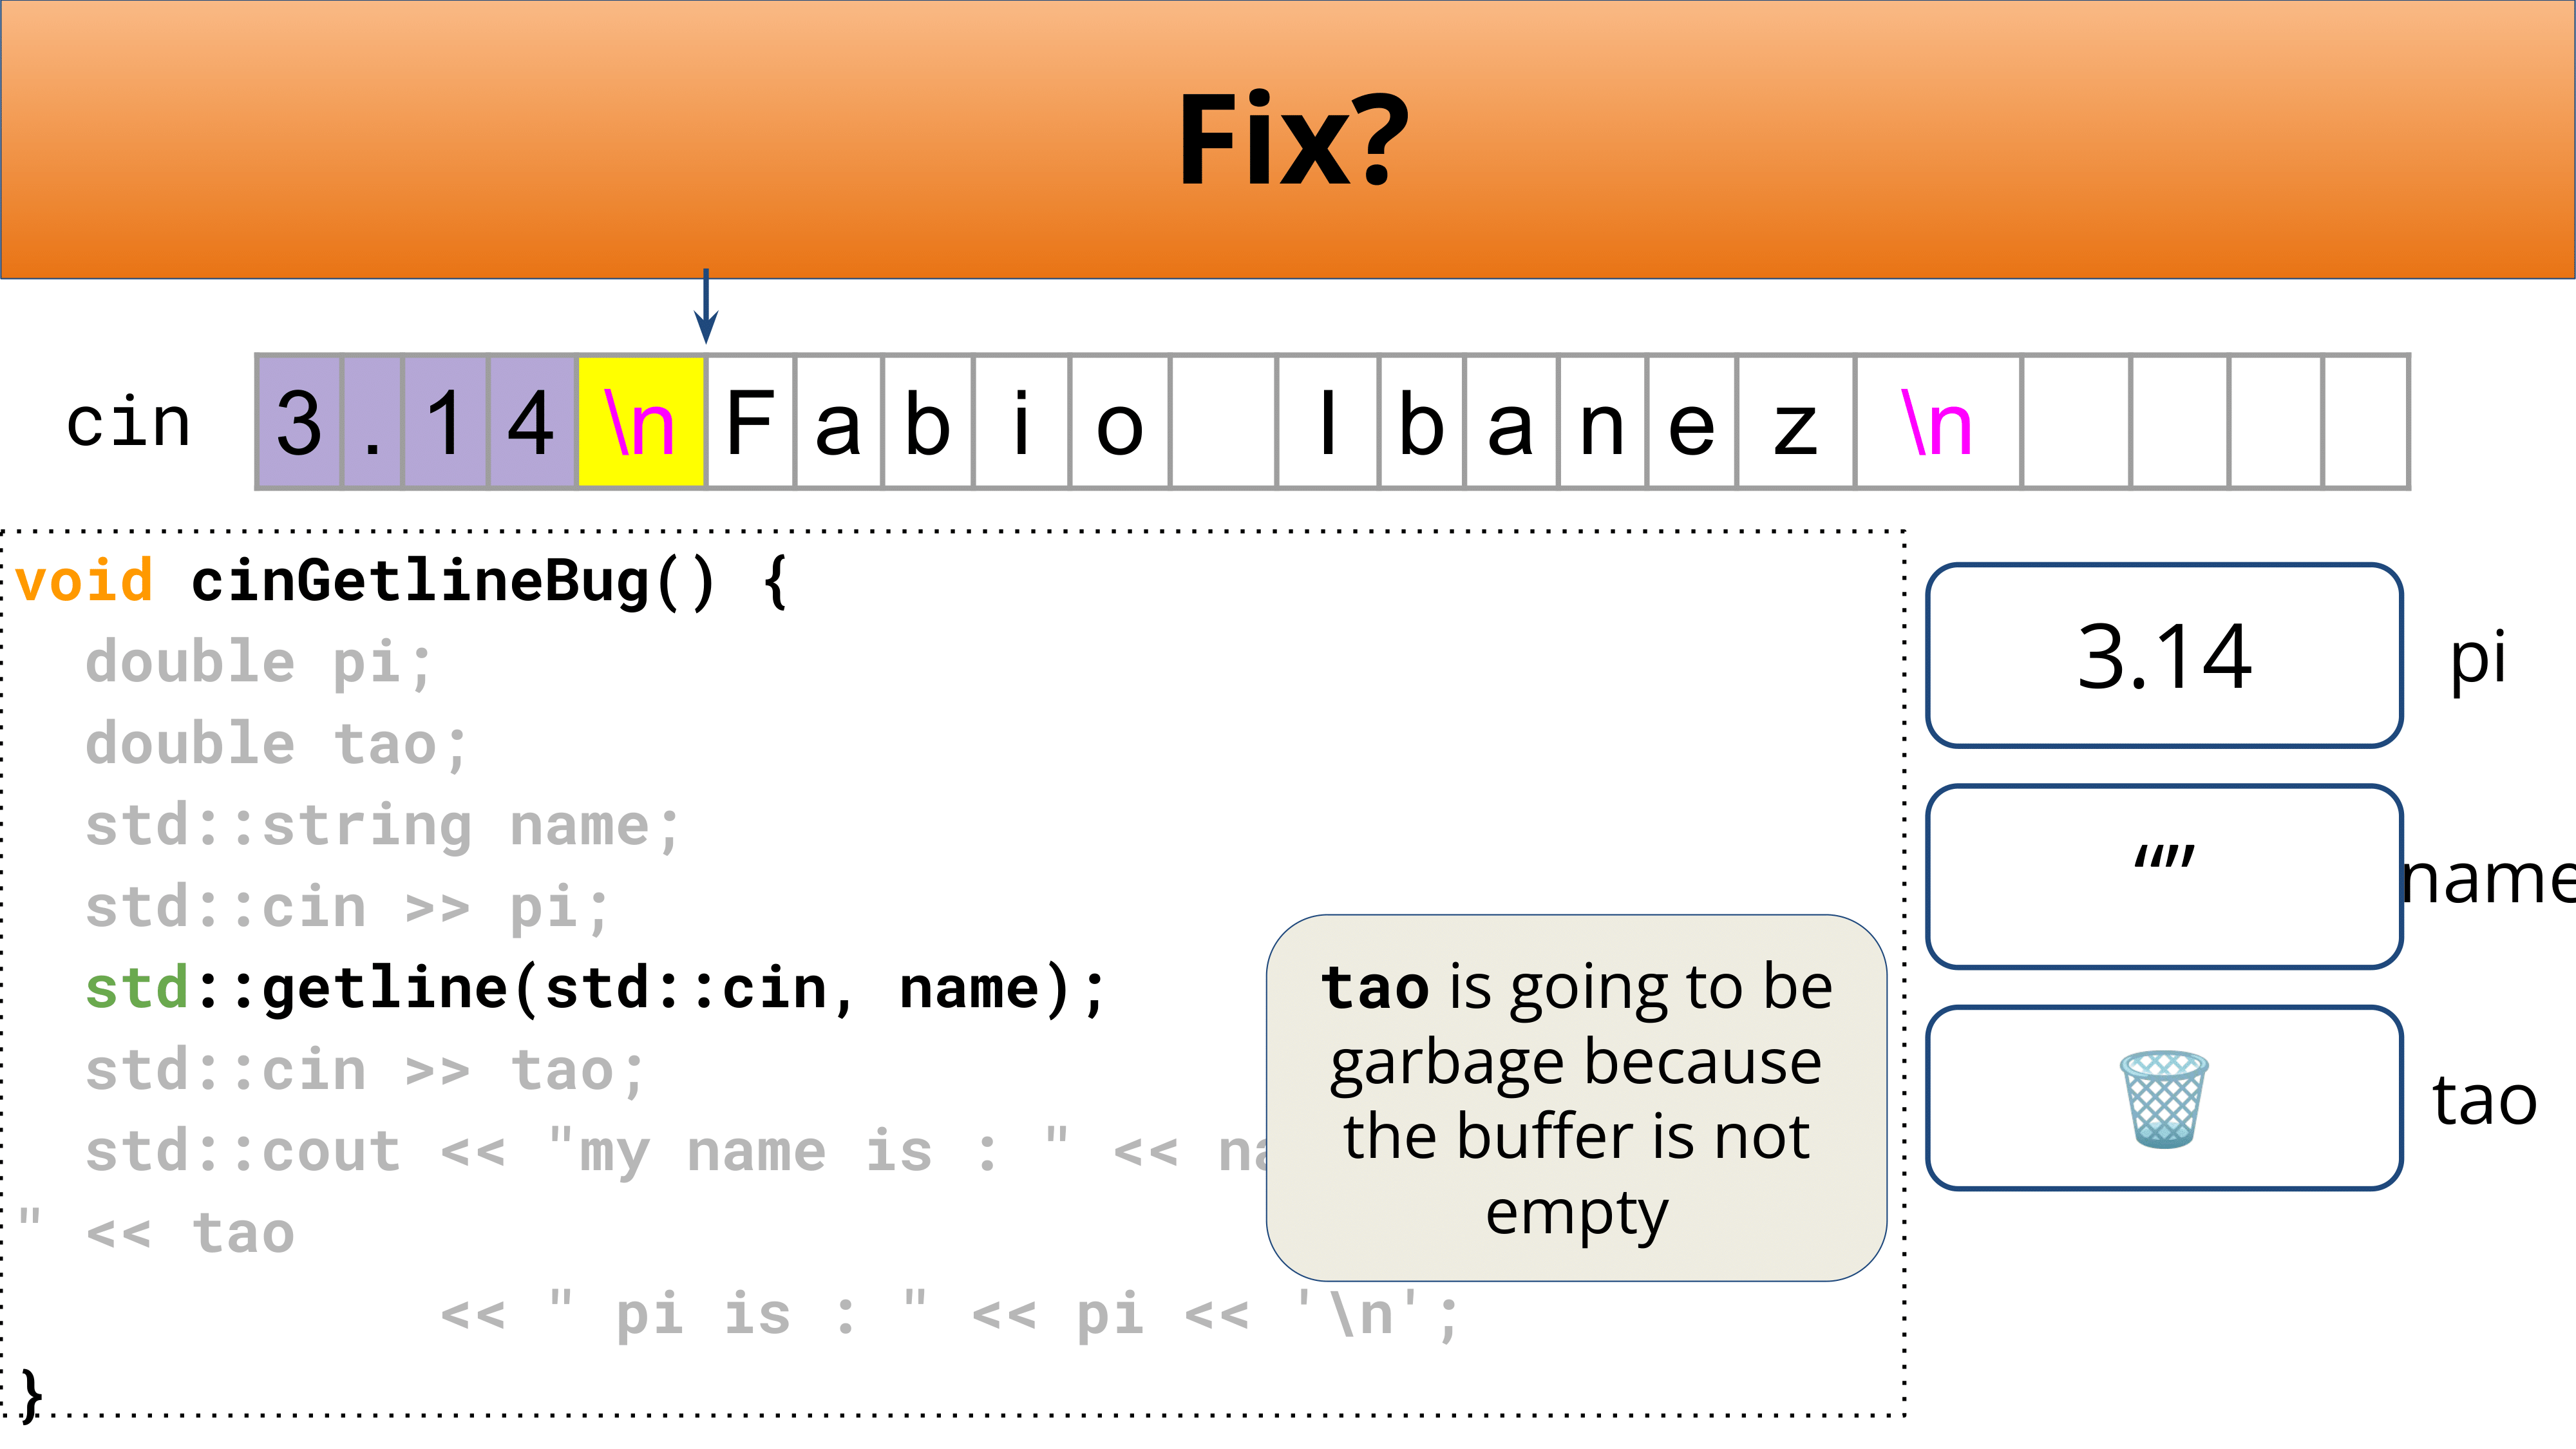 Fix?
cin 3 . 1 4 \n F a b i o I b a n e z \n
void cinGetlineBug() {
double pi;
double tao;
std::string name;
std::cin >> pi;
std::getline(std::cin, name);
std::cin >> tao;
std::cout << "my name is : " << na
" << tao
<< " pi is : " << pi << '\n';
}
tao is going to be
garbage because
the buffer is not
empty
3.14 pi
“” name
tao